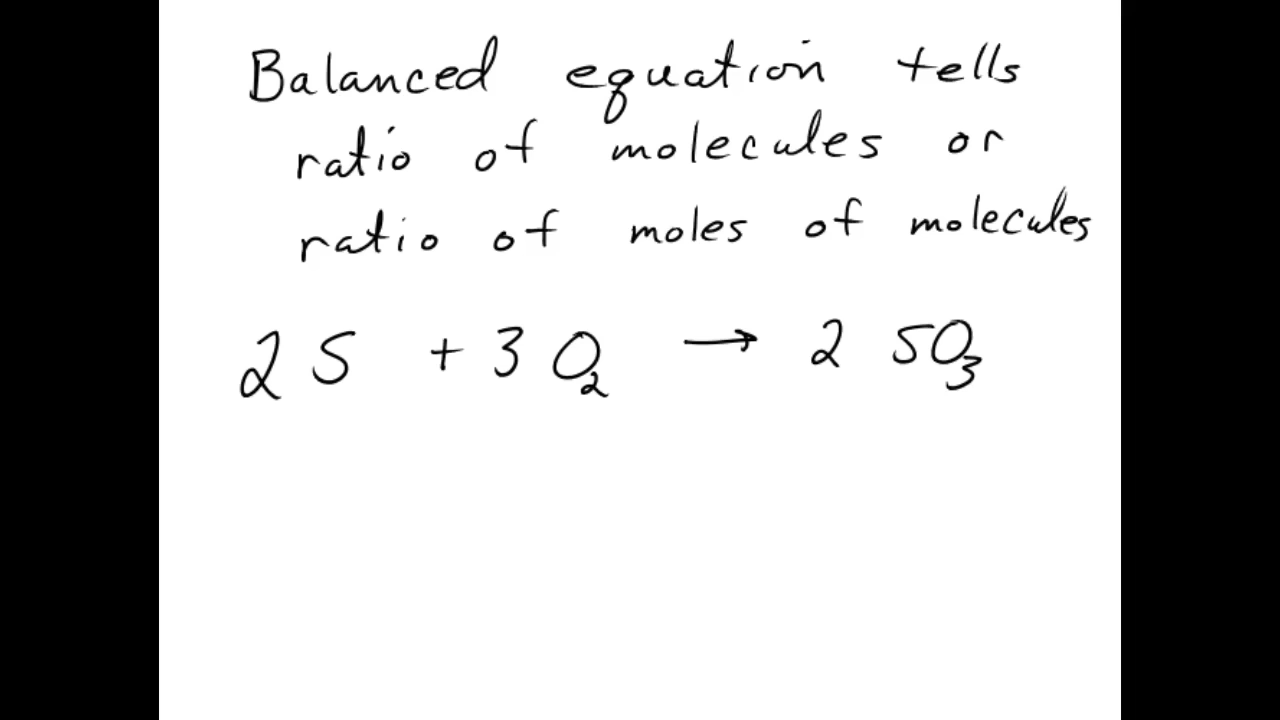 Balanced equation tells
ratio of molecules or
ratio of moles of molecules
2 S + 3 O₂ → 2 SO₃